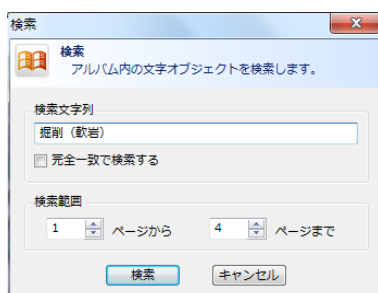 検索
検索
アルバム内の文字オブジェクトを検索します。
検索文字列
掘削（軟岩）
完全一致で検索する
検索範囲
1 ページから 4 ページまで
検索 キャンセル